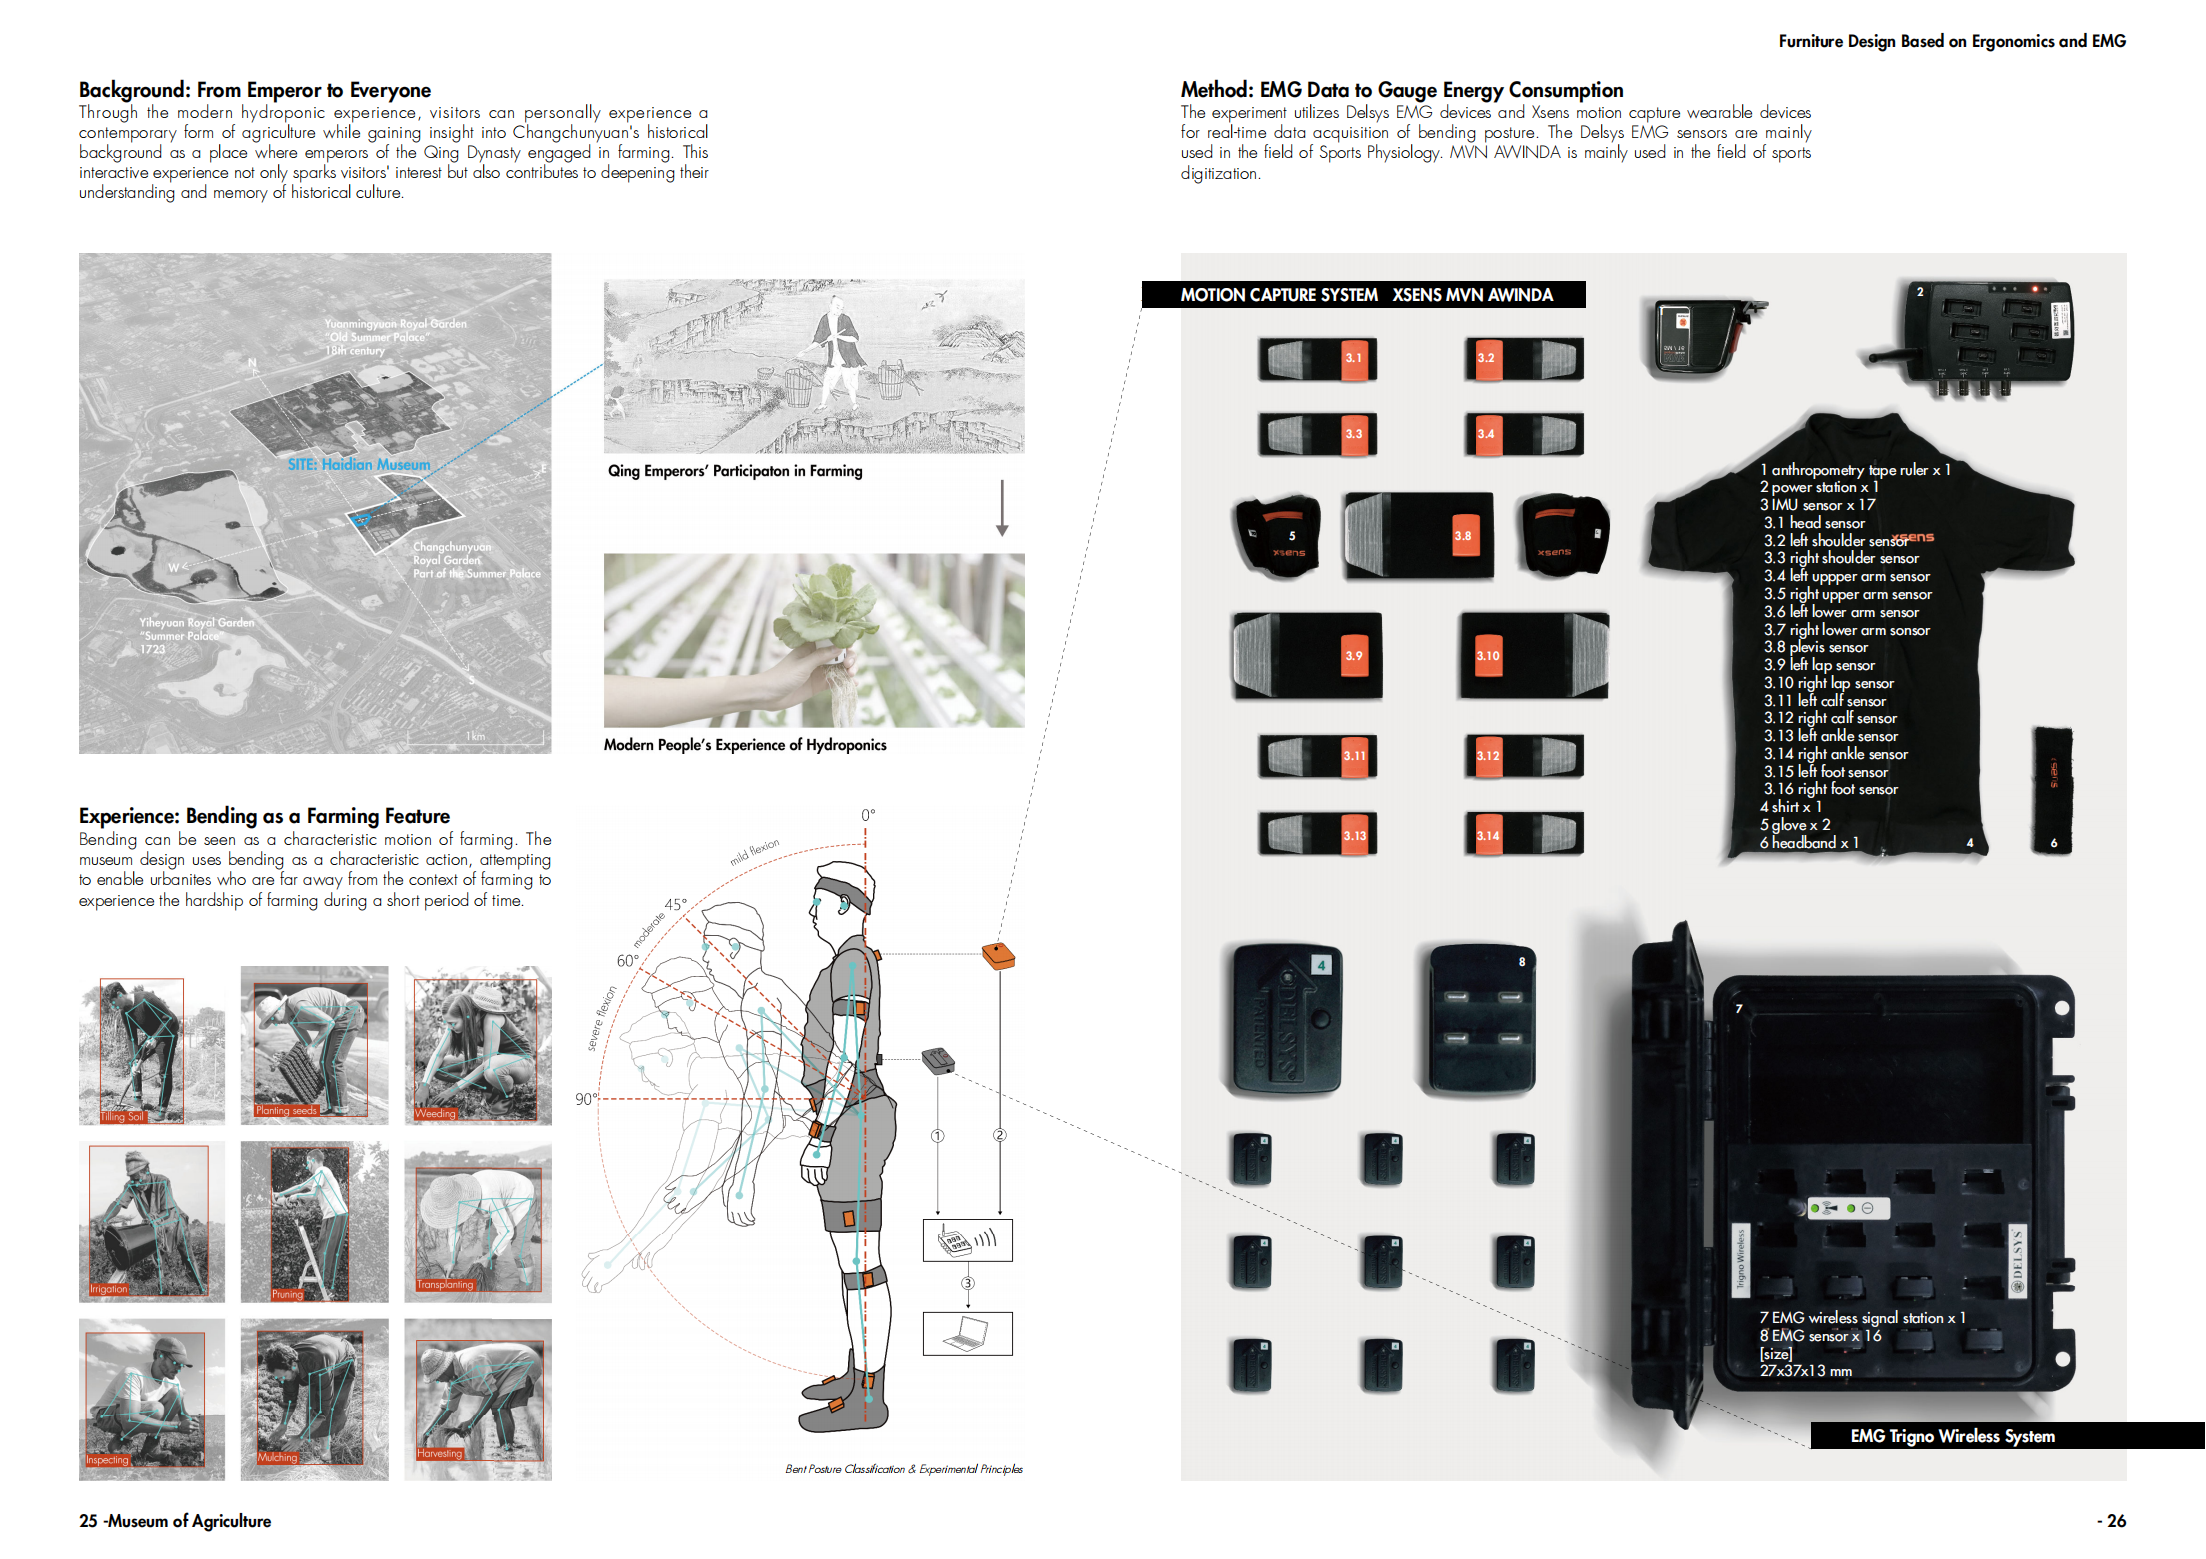 Furniture Design Based on Ergonomics and EMG
Background: From Emperor to Everyone
Through the modern hydroponic experience, visitors can personally experience a
contemporary form of agriculture while gaining insight into Changchunyuan's historical
background as a place where emperors of the Qing Dynasty engaged in farming. This
interactive experience not only sparks visitors' interest but also contributes to deepening their
understanding and memory of historical culture.
Yuanmingyuan Royal Garden
"Old Summer Palace"
18th century
N
SITE: Haidian Museum
E
Changchunyuan
Royal Garden
Part of the Summer Palace
W
Yiheyuan Royal Garden
"Summer Palace"
1723
S
1km
Qing Emperors' Participaton in Farming
Modern People's Experience of Hydroponics
Experience: Bending as a Farming Feature
Bending can be seen as a characteristic motion of farming. The
museum design uses bending as a characteristic action, attempting
to enable urbanites who are far away from the context of farming to
experience the hardship of farming during a short period of time.
Tilling Soil
Planting seeds
Weeding
Irrigation
Pruning
Transplanting
Inspecting
Mulching
Harvesting
0°
mild flexion
45°
moderate
60°
severe flexion
90°
1
2
3
Bent Posture Classification & Experimental Principles
25 -Museum of Agriculture
Method: EMG Data to Gauge Energy Consumption
The experiment utilizes Delsys EMG devices and Xsens motion capture wearable devices
for real-time data acquisition of bending posture. The Delsys EMG sensors are mainly
used in the field of Sports Physiology. MVN AWINDA is mainly used in the field of sports
digitization.
MOTION CAPTURE SYSTEM XSENS MVN AWINDA
3.1
3.2
2
3.3
3.4
5
xsens
3.8
xsens
3.9
3.10
3.11
3.12
3.13
3.14
xsens
1 anthropometry tape ruler x 1
2 power station x 1
3 IMU sensor x 17
3.1 head sensor
3.2 left shoulder sensor
3.3 right shoulder sensor
3.4 left uppper arm sensor
3.5 right upper arm sensor
3.6 left lower arm sensor
3.7 right lower arm sonsor
3.8 plevis sensor
3.9 left lap sensor
3.10 right lap sensor
3.11 left calf sensor
3.12 right calf sensor
3.13 left ankle sensor
3.14 right ankle sensor
3.15 left foot sensor
3.16 right foot sensor
4 shirt x 1
5 glove x 2
6 headband x 1
4
6
4
DELSYS
PATENTED
8
7
Trigno Wireless
DELSYS
7 EMG wireless signal station x 1
8 EMG sensor x 16
[size]
27x37x13 mm
EMG Trigno Wireless System
- 26